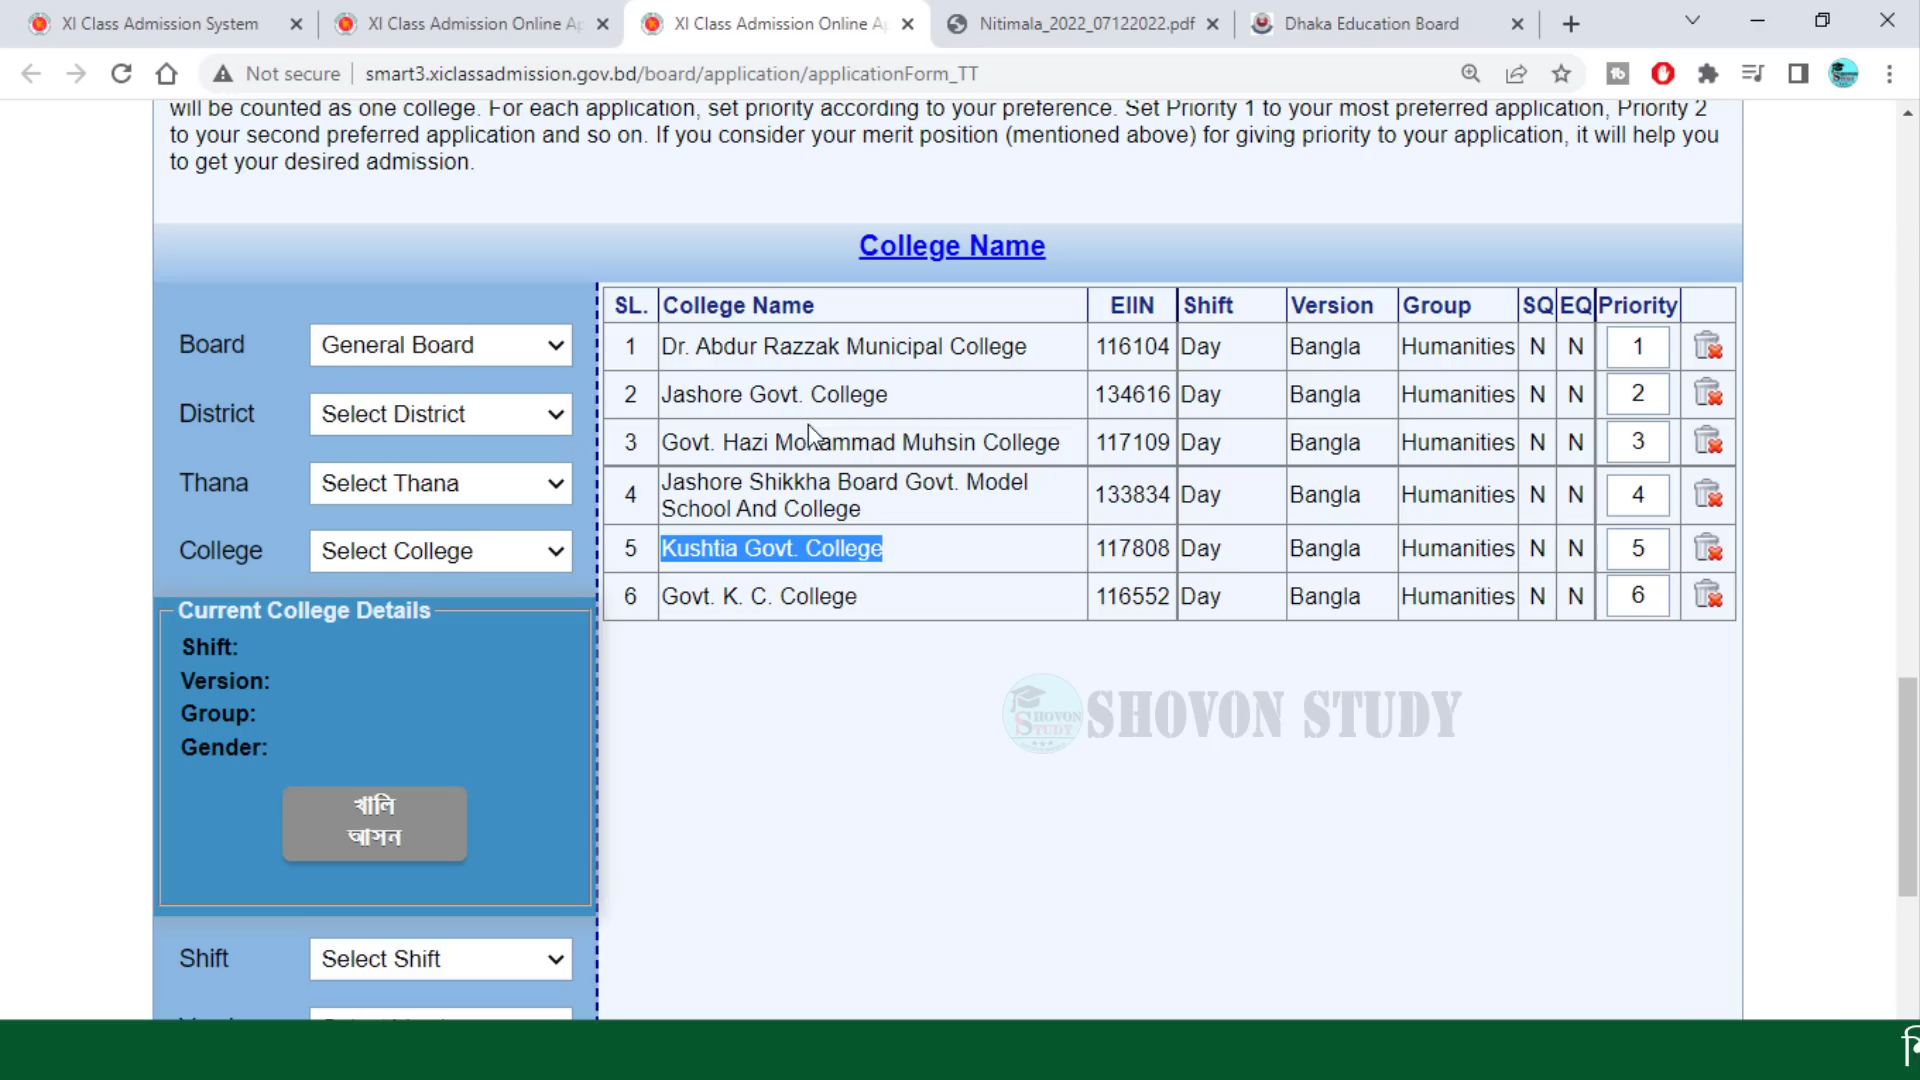 XI Class Admission System
XI Class Admission Online Ap
XI Class Admission Online Ap
Nitimala_2022_07122022.pdf
Dhaka Education Board
Not secure
smart3.xiclassadmission.gov.bd/board/application/applicationForm_TT
will be counted as one college. For each application, set priority according to your preference. Set Priority 1 to your most preferred application, Priority 2
to your second preferred application and so on. If you consider your merit position (mentioned above) for giving priority to your application, it will help you
to get your desired admission.
College Name
Board General Board
District Select District
Thana Select Thana
College Select College
Current College Details
Shift:
Version:
Group:
Gender:
খালি
আসন
Shift Select Shift
SL. College Name EIIN Shift Version Group SQ EQ Priority
1 Dr. Abdur Razzak Municipal College 116104 Day Bangla Humanities N N 1
2 Jashore Govt. College 134616 Day Bangla Humanities N N 2
3 Govt. Hazi Mohammad Muhsin College 117109 Day Bangla Humanities N N 3
4 Jashore Shikkha Board Govt. Model
School And College 133834 Day Bangla Humanities N N 4
5 Kushtia Govt. College 117808 Day Bangla Humanities N N 5
6 Govt. K. C. College 116552 Day Bangla Humanities N N 6
SHOVON STUDY
SHOVON STUDY